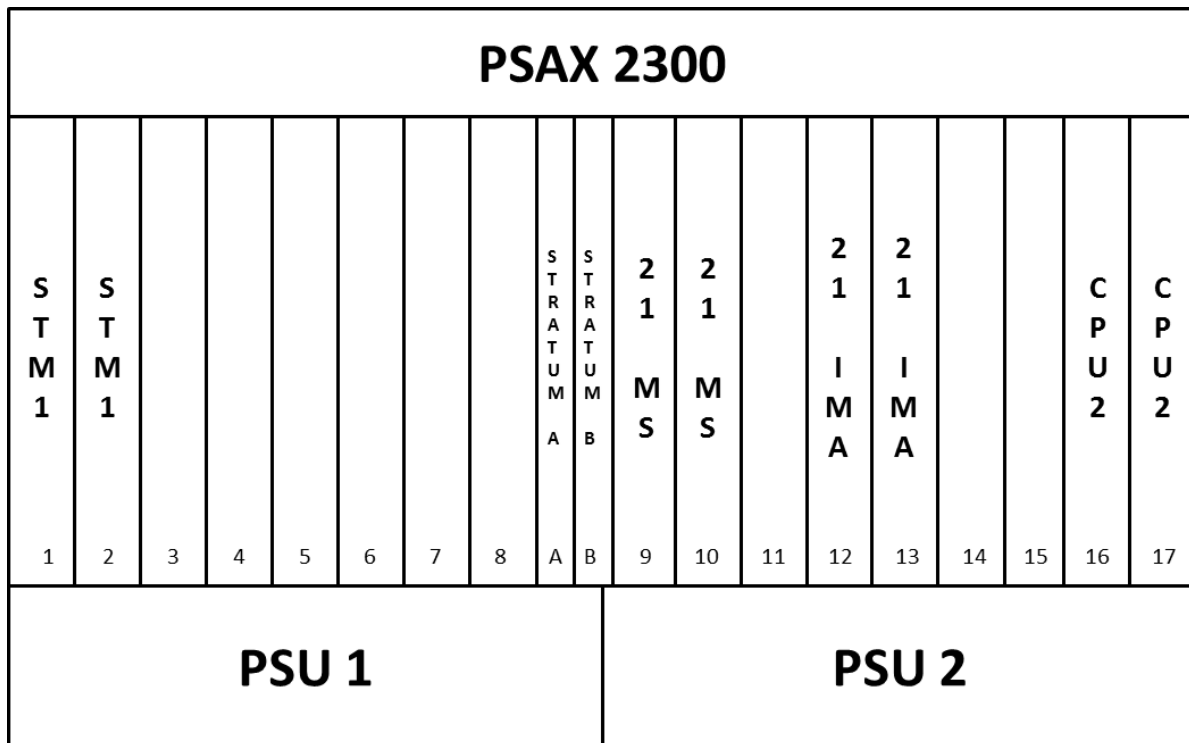 PSAX 2300
STM1
STM1
STRATUM A
STRATUM B
21 MS
21 MS
21 IMA
21 IMA
CPU2
CPU2
1 2 3 4 5 6 7 8 A B 9 10 11 12 13 14 15 16 17
PSU 1 PSU 2